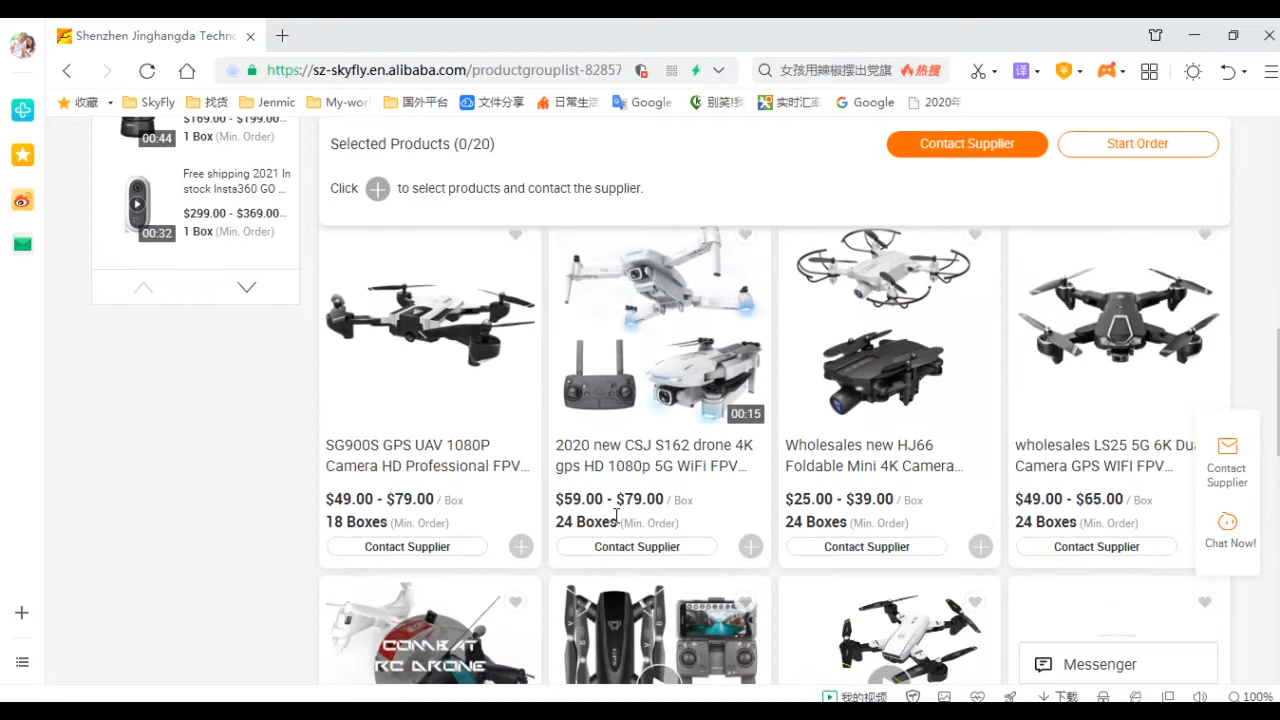 Shenzhen Jinghangda Techno
https://sz-skyfly.en.alibaba.com/productgrouplist-82857
女孩用辣椒摆出党旗
热搜
译
收藏
SkyFly
找货
Jenmic
My-wor
国外平台
文件分享
日常生活
Google
别笑!我
实时汇率
Google
2020年
$169.00 - $199.00...
1 Box (Min. Order)
00:44
Free shipping 2021 In
stock Insta360 GO ...
$299.00 - $369.00...
1 Box (Min. Order)
00:32
Selected Products (0/20)
Contact Supplier
Start Order
Click + to select products and contact the supplier.
00:15
SG900S GPS UAV 1080P
Camera HD Professional FPV...
$49.00 - $79.00 / Box
18 Boxes (Min. Order)
Contact Supplier
2020 new CSJ S162 drone 4K
gps HD 1080p 5G WiFi FPV...
$59.00 - $79.00 / Box
24 Boxes (Min. Order)
Contact Supplier
Wholesales new HJ66
Foldable Mini 4K Camera...
$25.00 - $39.00 / Box
24 Boxes (Min. Order)
Contact Supplier
wholesales LS25 5G 6K Dua
Camera GPS WIFI FPV...
$49.00 - $65.00 / Box
24 Boxes (Min. Order)
Contact Supplier
Contact
Supplier
Chat Now!
COMBAT
RC DRONE
Messenger
我的视频
下载
100%